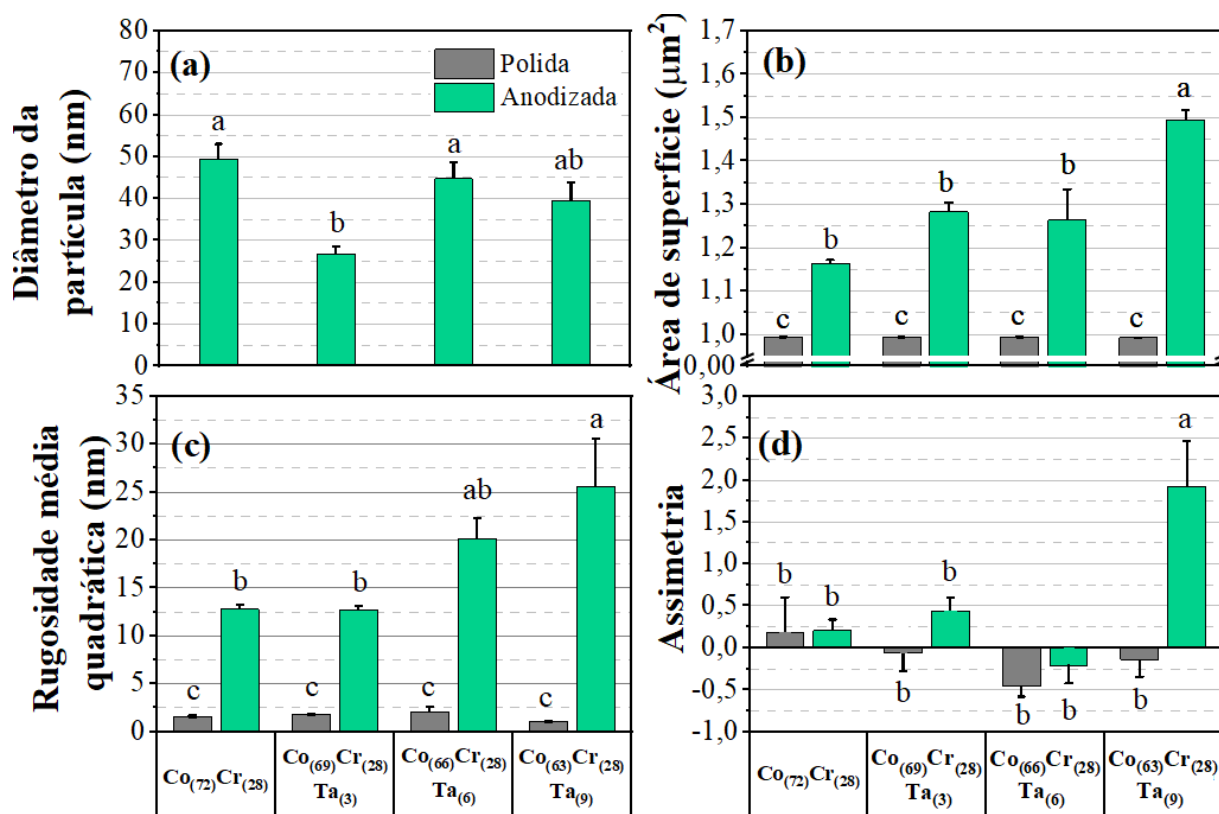 (a)
Polida
Anodizada
Diâmetro da
partícula (nm)
80
70
60
50
40
30
20
10
0
a
b
a
ab
(b)
Área de superfície (μm²)
1,7
1,6
1,5
1,4
1,3
1,2
1,1
1,0
0,00
c
b
c
b
c
b
c
a
(c)
Rugosidade média
quadrática (nm)
35
30
25
20
15
10
5
0
c
b
c
b
c
ab
c
a
Co(72)Cr(28)
Co(69)Cr(28)
Ta(3)
Co(66)Cr(28)
Ta(6)
Co(63)Cr(28)
Ta(9)
(d)
Assimetria
3,0
2,5
2,0
1,5
1,0
0,5
0,0
-0,5
-1,0
b
b
b
b
b
b
b
a
Co(72)Cr(28)
Co(69)Cr(28)
Ta(3)
Co(66)Cr(28)
Ta(6)
Co(63)Cr(28)
Ta(9)